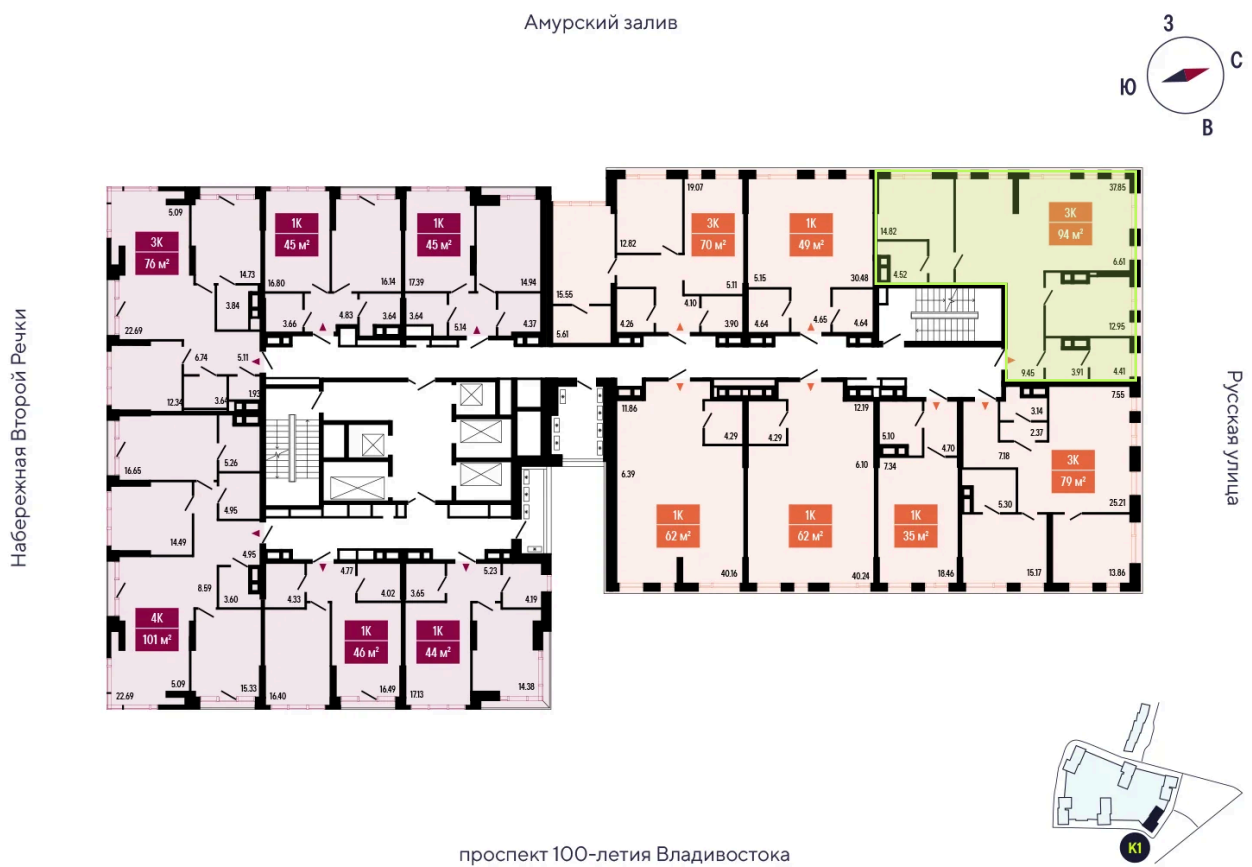 Амурский залив
З
С
Ю
В
Набережная Второй Речки
Русская улица
5.09
3К
76 м²
14.73
3.84
22.69
6.74
5.11
12.34
3.64
1.93
1К
45 м²
16.80
16.14
4.83
3.66
3.64
1К
45 м²
17.39
14.94
3.64
5.14
4.37
15.55
5.61
19.07
3К
70 м²
12.82
5.11
4.10
4.26
3.90
1К
49 м²
5.15
30.48
4.64
4.65
4.64
37.85
3К
94 м²
14.82
6.61
4.52
12.95
9.45
3.91
4.41
16.65
5.26
4.95
14.49
4.95
8.59
3.60
4К
101 м²
5.09
22.69
15.33
4.77
4.33
4.02
1К
46 м²
16.40
16.49
5.23
3.65
4.19
1К
44 м²
17.13
14.38
11.86
4.29
6.39
1К
62 м²
40.16
12.19
4.29
6.10
1К
62 м²
40.24
5.10
4.70
7.34
1К
35 м²
18.46
7.55
3.14
2.37
7.18
3К
79 м²
25.21
5.30
15.17
13.86
К1
проспект 100-летия Владивостока